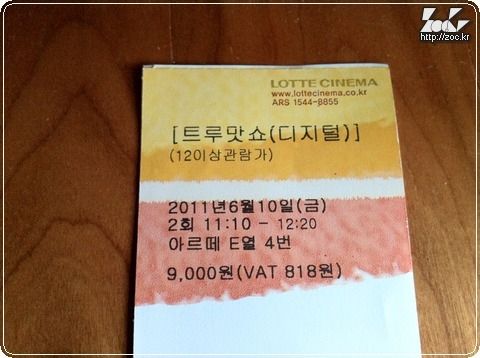 ZOC
http://zoc.kr
LOTTE CINEMA
www.lottecinema.co.kr
ARS 1544-8855
[트루맛쇼(디지털)]
(12이상관람가)
2011년6월10일(금)
2회 11:10 - 12:20
아르떼 E열 4번
9,000원(VAT 818원)